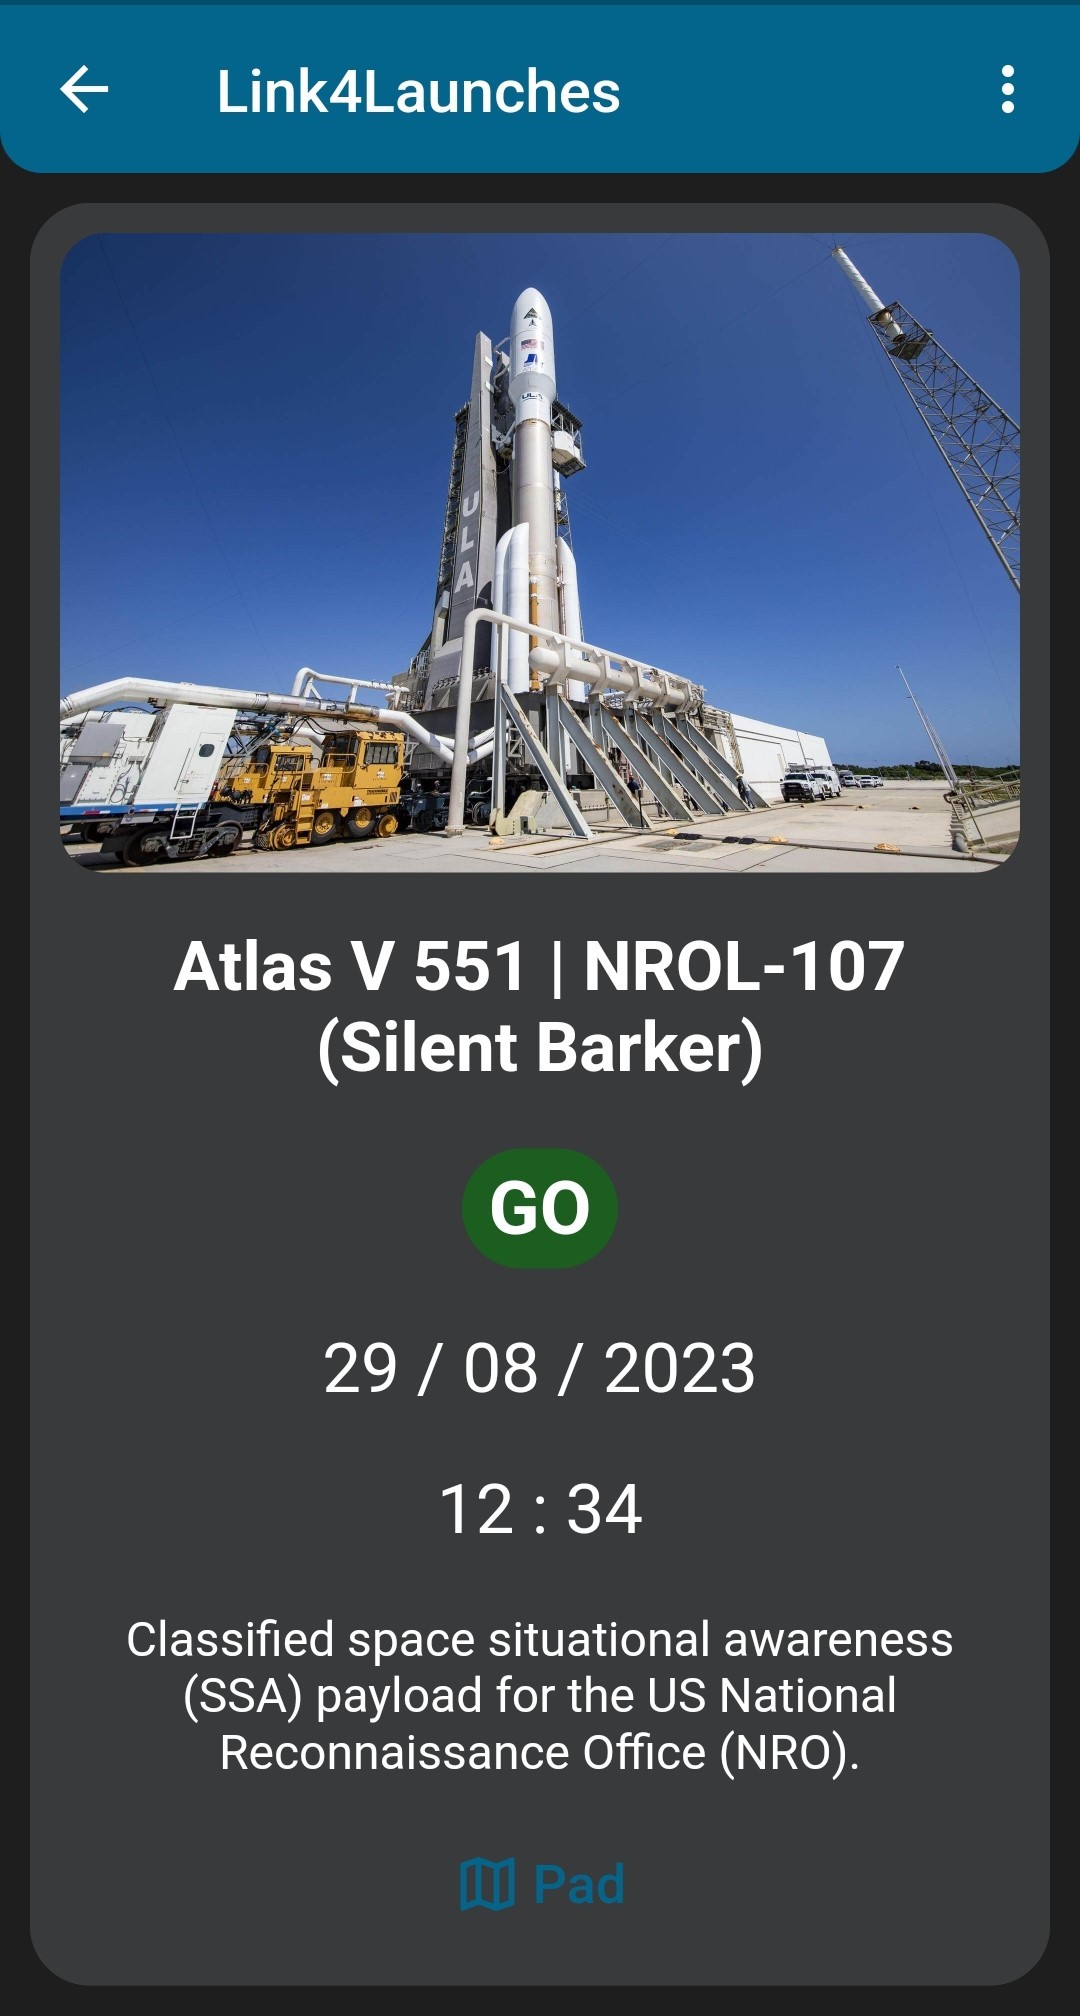 Link4Launches
ULA
ULA
Atlas V 551 | NROL-107
(Silent Barker)
GO
29 / 08 / 2023
12 : 34
Classified space situational awareness
(SSA) payload for the US National
Reconnaissance Office (NRO).
Pad